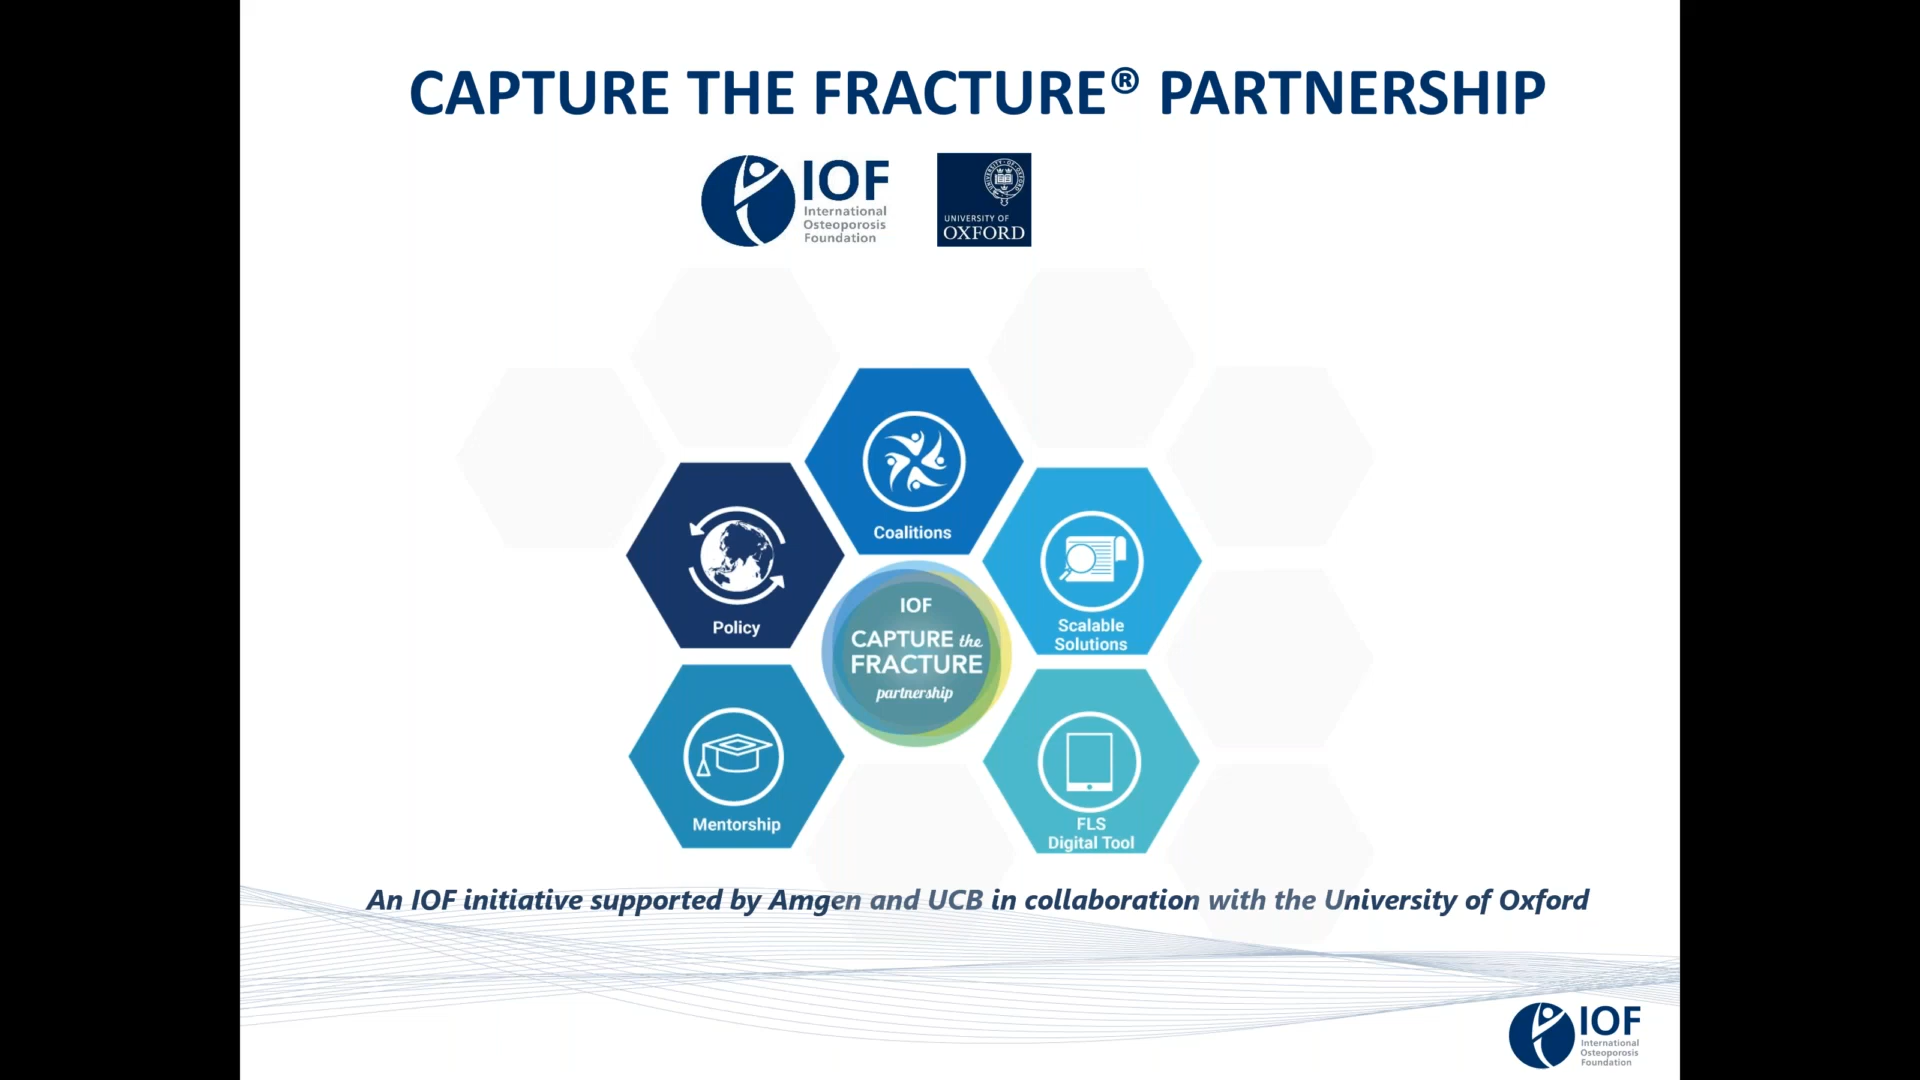 CAPTURE THE FRACTURE® PARTNERSHIP
IOF
International
Osteoporosis
Foundation
UNIVERSITY OF
OXFORD
Coalitions
Policy
Scalable
Solutions
IOF
CAPTURE the
FRACTURE
partnership
Mentorship
FLS
Digital Tool
An IOF initiative supported by Amgen and UCB in collaboration with the University of Oxford
IOF
International
Osteoporosis
Foundation